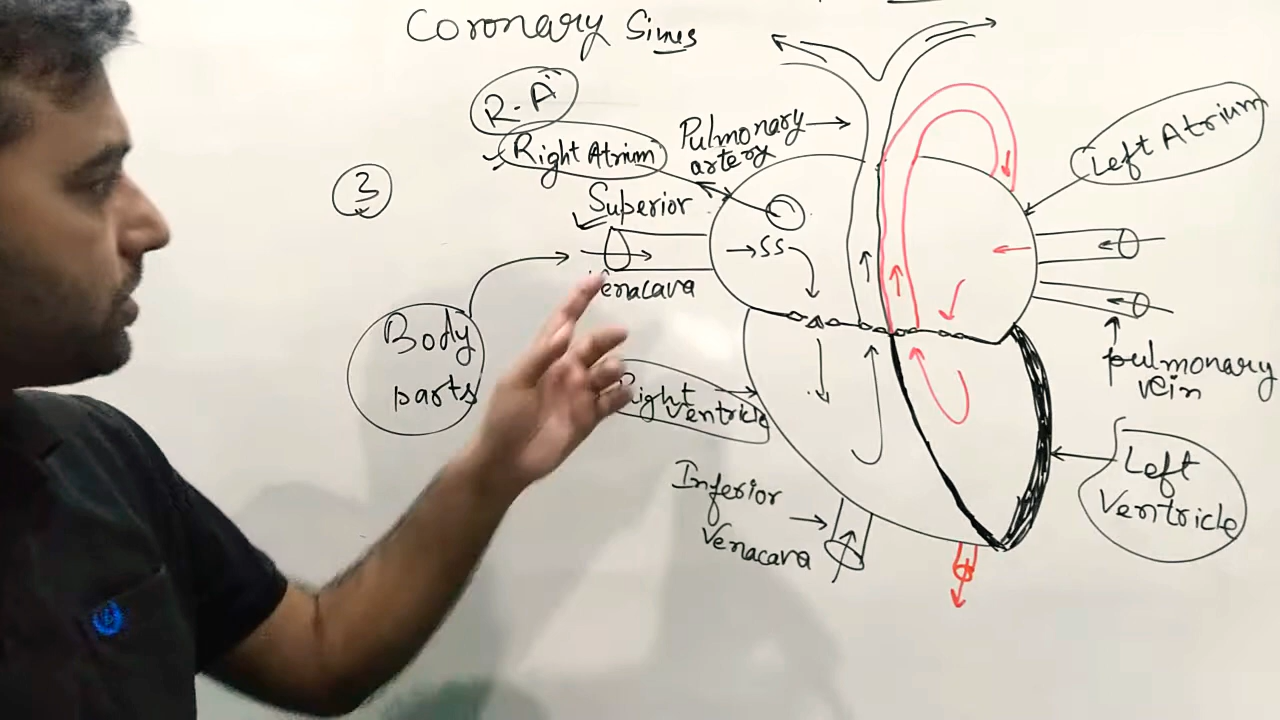 Coronary Sines
R-A
Right Atrium
3
Pulmonary
artery
Left Atrium
Superior
Venacava
SS
Body
parts
Right
Ventricle
pulmonary
vein
Left
Ventricle
Inferior
Venacava